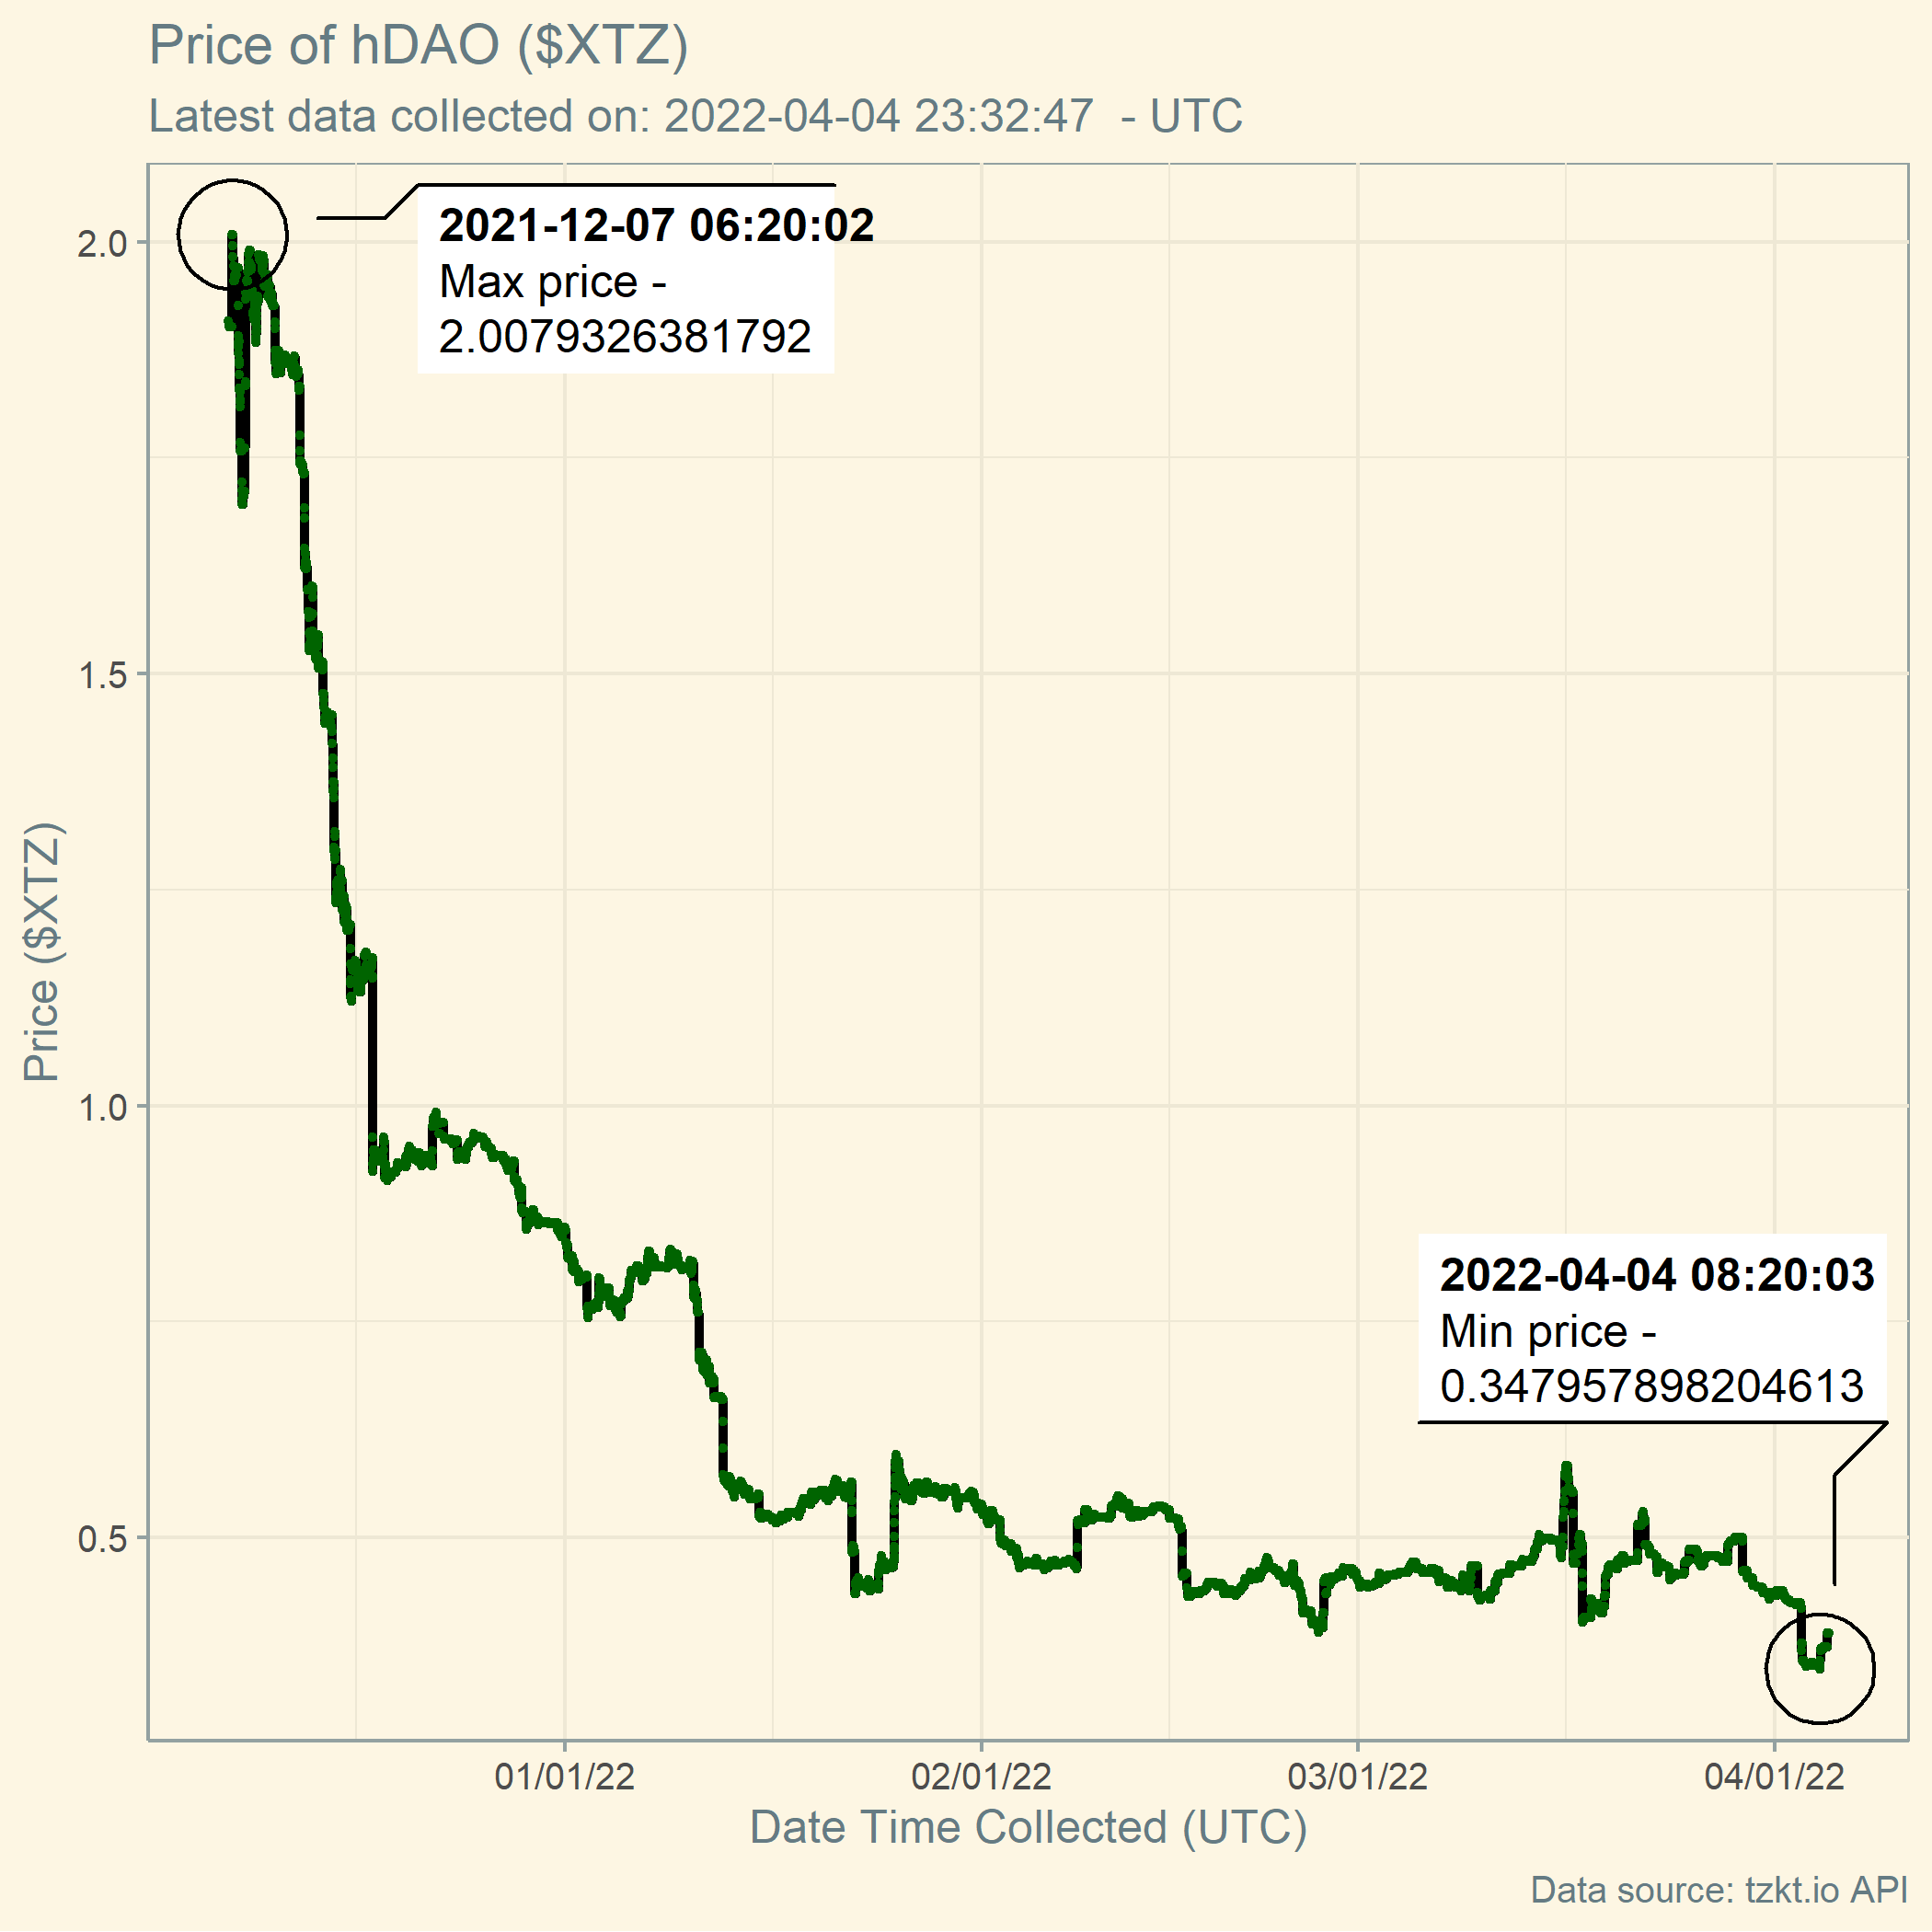 Price of hDAO ($XTZ)
Latest data collected on: 2022-04-04 23:32:47  - UTC
2021-12-07 06:20:02
Max price -
2.0079326381792
2.0
1.5
1.0
0.5
Price ($XTZ)
2022-04-04 08:20:03
Min price -
0.347957898204613
01/01/22
02/01/22
03/01/22
04/01/22
Date Time Collected (UTC)
Data source: tzkt.io API